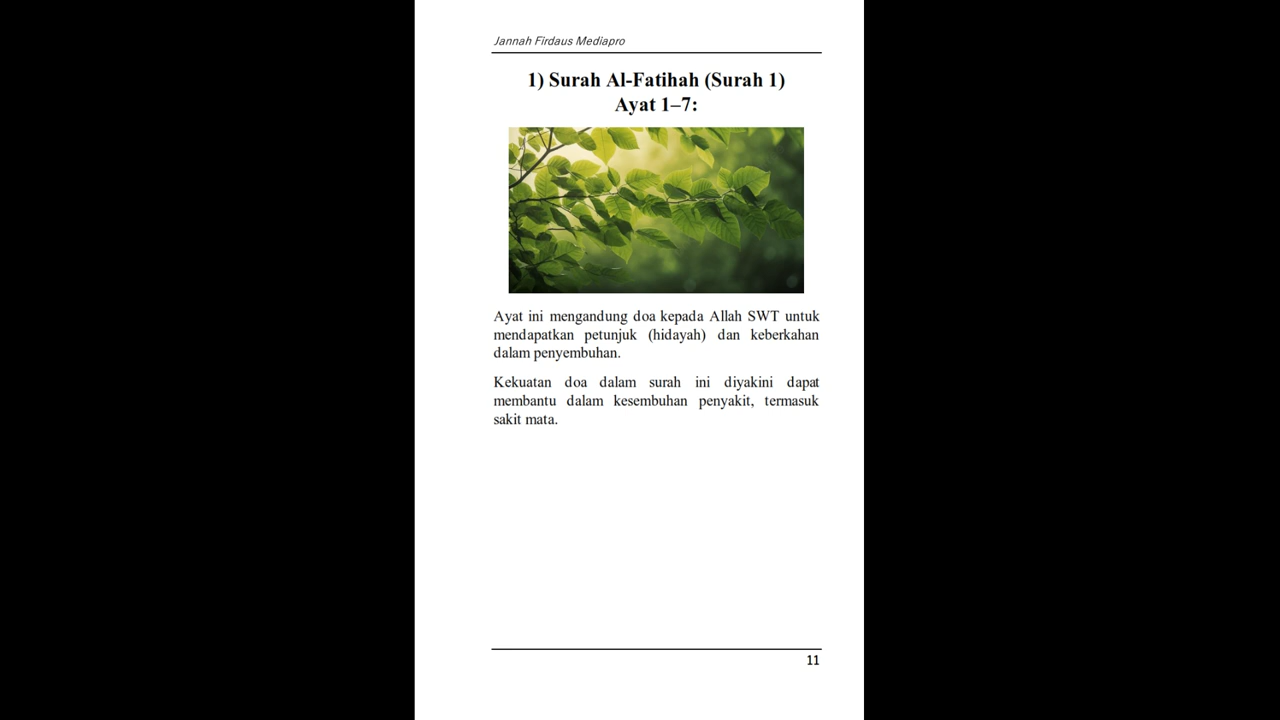 Jannah Firdaus Mediapro
1) Surah Al-Fatihah (Surah 1)
Ayat 1–7:
Ayat ini mengandung doa kepada Allah SWT untuk
mendapatkan petunjuk (hidayah) dan keberkahan
dalam penyembuhan.
Kekuatan doa dalam surah ini diyakini dapat
membantu dalam kesembuhan penyakit, termasuk
sakit mata.
11